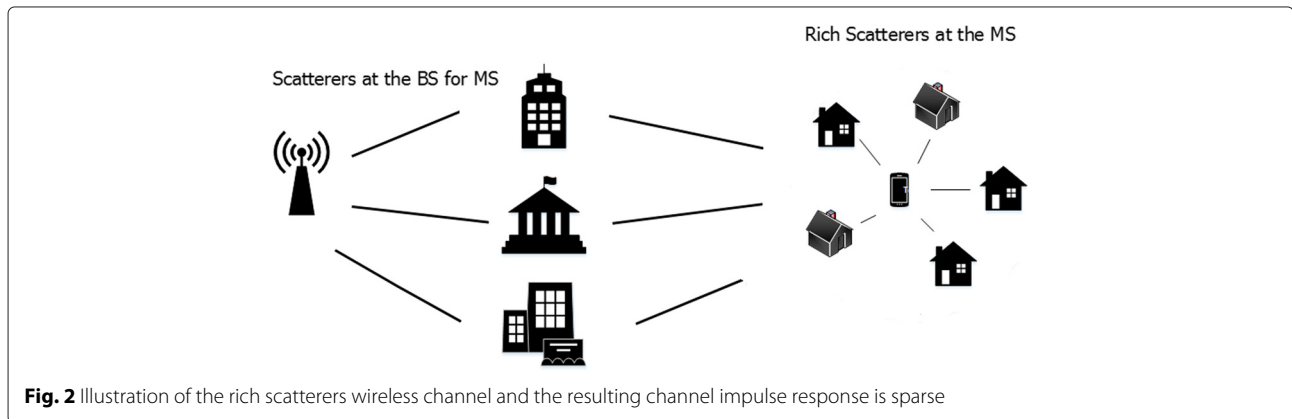 Rich Scatterers at the MS
Scatterers at the BS for MS
Fig. 2 Illustration of the rich scatterers wireless channel and the resulting channel impulse response is sparse